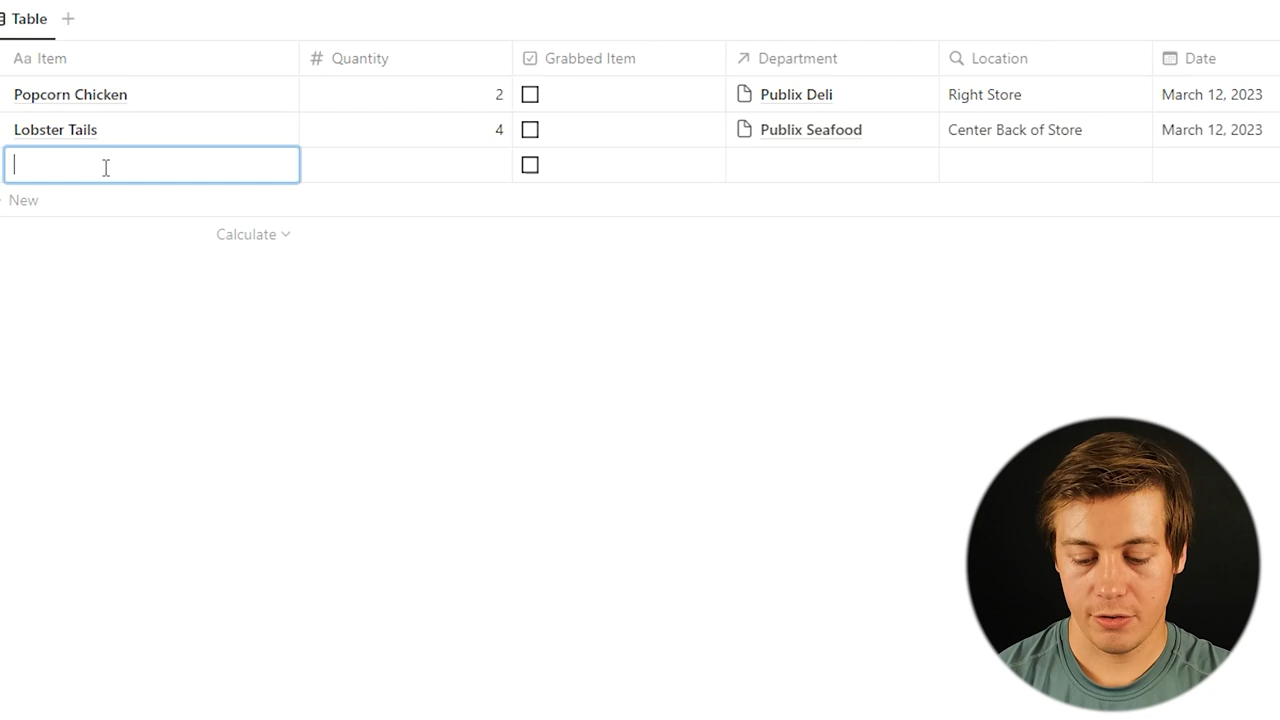 Table +
Aa Item # Quantity Grabbed Item Department Location Date
Popcorn Chicken 2 Publix Deli Right Store March 12, 2023
Lobster Tails 4 Publix Seafood Center Back of Store March 12, 2023
New
Calculate